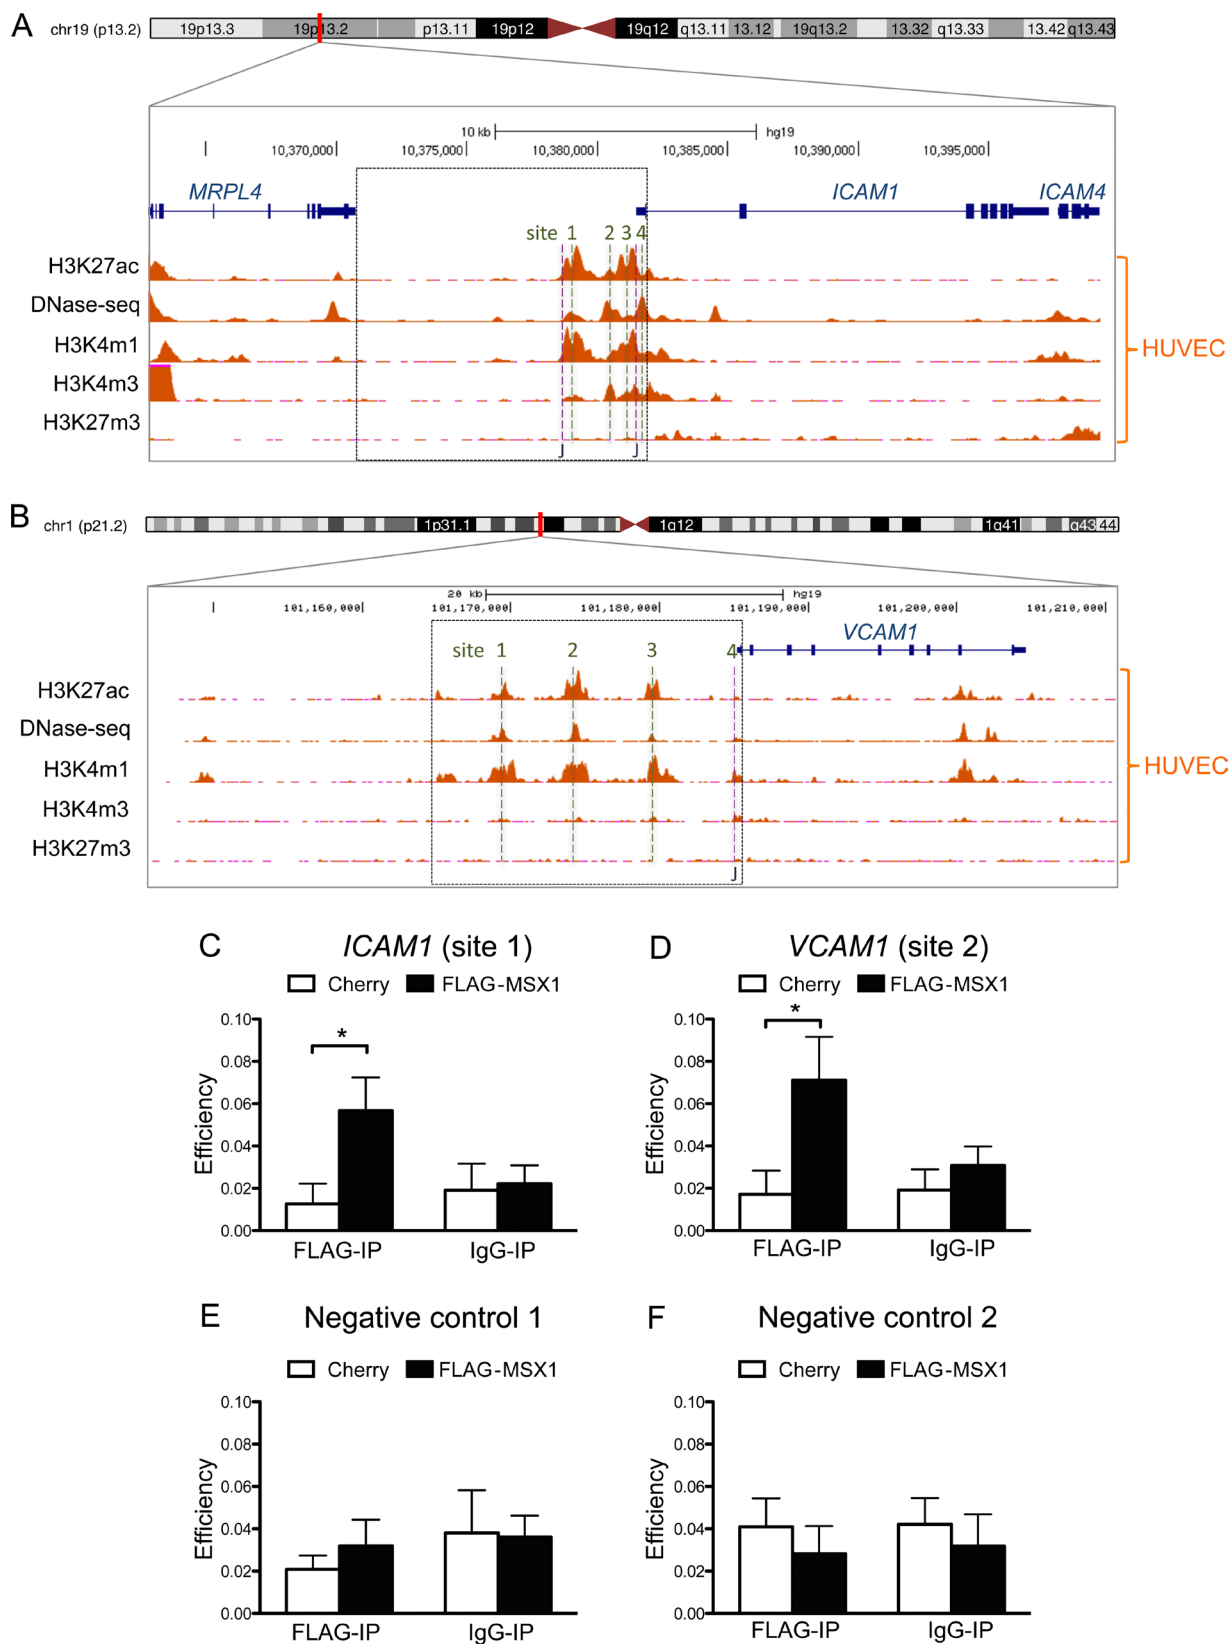 A
chr19 (p13.2) 19p13.3 19p13.2 p13.11 19p12 19q12 q13.11 13.12 19q13.2 13.32 q13.33 13.42 q13.43
10 kb hg19
10,370,000 10,375,000 10,380,000 10,385,000 10,390,000 10,395,000
MRPL4 ICAM1 ICAM4
site 1 2 3 4
H3K27ac
DNase-seq
H3K4m1
H3K4m3
H3K27m3
HUVEC
J J
B
chr1 (p21.2) 1p31.1 1q12 1q41 q43 44
20 kb hg19
101,160,000 101,170,000 101,180,000 101,190,000 101,200,000 101,210,000
VCAM1
site 1 2 3 4
H3K27ac
DNase-seq
H3K4m1
H3K4m3
H3K27m3
HUVEC
J
C ICAM1 (site 1)
Cherry FLAG-MSX1
*
0.10
0.08
0.06
0.04
0.02
0.00
Efficiency
FLAG-IP IgG-IP
D VCAM1 (site 2)
Cherry FLAG-MSX1
*
0.10
0.08
0.06
0.04
0.02
0.00
Efficiency
FLAG-IP IgG-IP
E Negative control 1
Cherry FLAG-MSX1
0.10
0.08
0.06
0.04
0.02
0.00
Efficiency
FLAG-IP IgG-IP
F Negative control 2
Cherry FLAG-MSX1
0.10
0.08
0.06
0.04
0.02
0.00
Efficiency
FLAG-IP IgG-IP